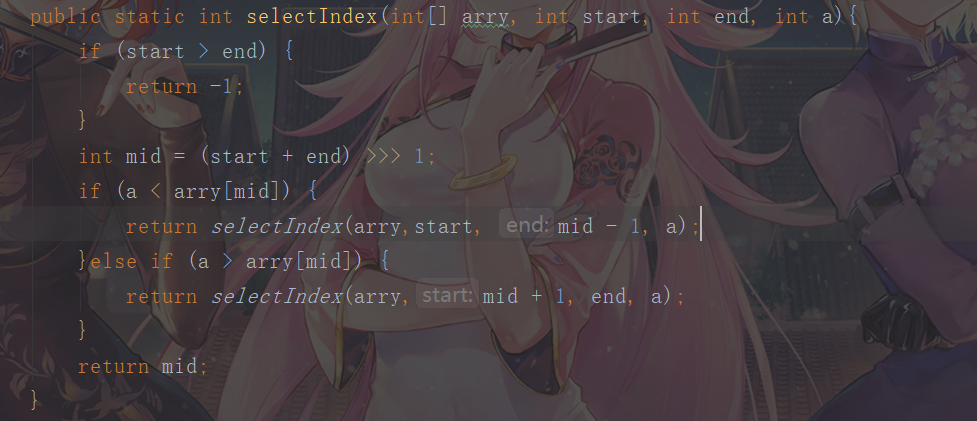 public static int selectIndex(int[] arry, int start, int end, int a){
if (start > end) {
return -1;
}
int mid = (start + end) >>> 1;
if (a < arry[mid]) {
return selectIndex(arry,start, end: mid - 1, a);
}else if (a > arry[mid]) {
return selectIndex(arry, start: mid + 1, end, a);
}
return mid;
}